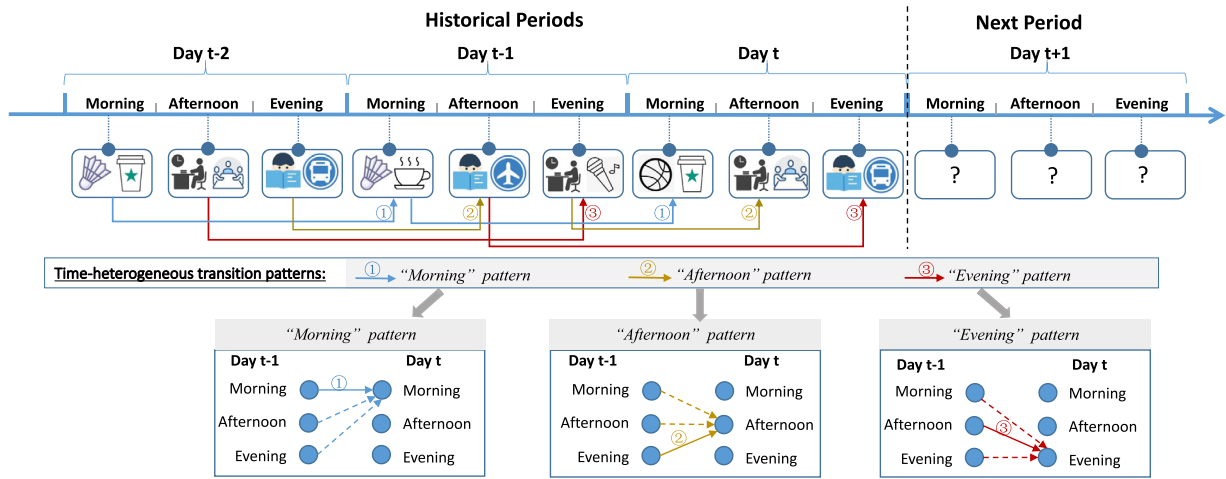 Historical Periods
Next Period
Day t-2
Day t-1
Day t
Day t+1
Morning
Afternoon
Evening
Morning
Afternoon
Evening
Morning
Afternoon
Evening
Morning
Afternoon
Evening
?
?
?
①
②
③
①
②
③
Time-heterogeneous transition patterns:
① “Morning” pattern
② “Afternoon” pattern
③ “Evening” pattern
“Morning” pattern
Day t-1 Day t
Morning ① Morning
Afternoon Afternoon
Evening Evening
“Afternoon” pattern
Day t-1 Day t
Morning Morning
Afternoon Afternoon
Evening ② Evening
“Evening” pattern
Day t-1 Day t
Morning Morning
Afternoon ③ Afternoon
Evening Evening